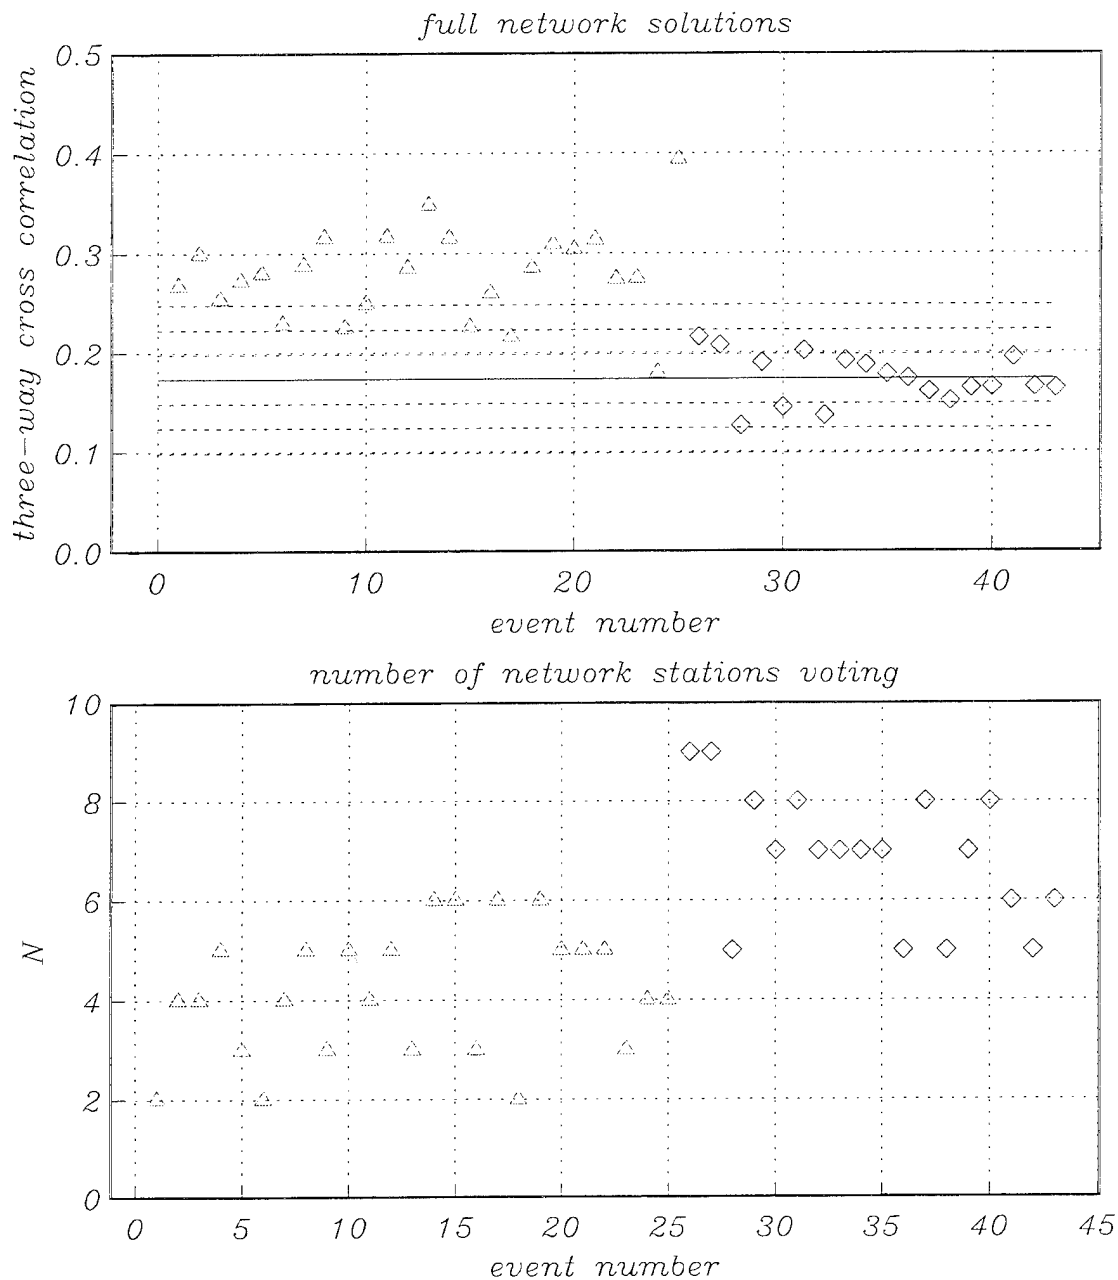 full network solutions
0.5
0.4
0.3
0.2
0.1
0.0
three-way cross correlation
0 10 20 30 40
event number
number of network stations voting
10
8
6
4
2
0
N
0 5 10 15 20 25 30 35 40 45
event number